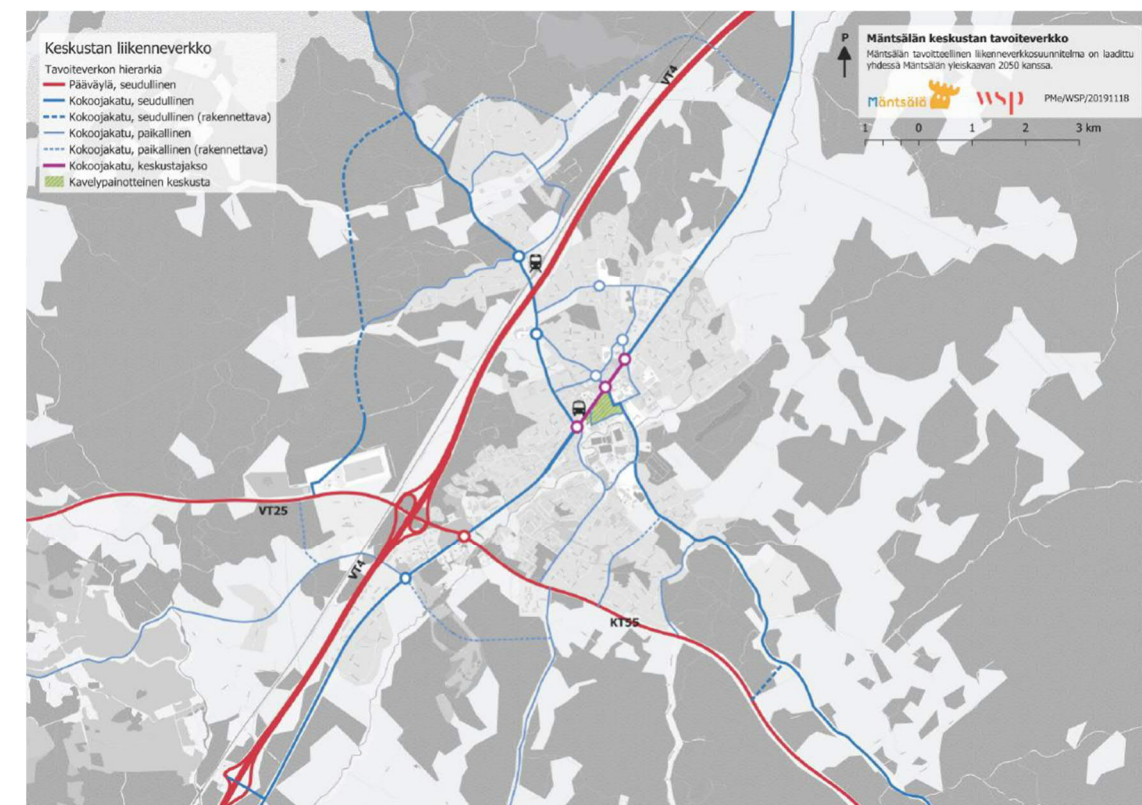 Keskustan liikenneverkko
Tavoiteverkon hierarkia
Pääväylä, seudullinen
Kokoojakatu, seudullinen
Kokoojakatu, seudullinen (rakennettava)
Kokoojakatu, paikallinen
Kokoojakatu, paikallinen (rakennettava)
Kokoojakatu, keskustajakso
Kavelypainotteinen keskusta
P
Mäntsälän keskustan tavoiteverkko
Mäntsälän tavoitteellinen liikenneverkkosuunnitelma on laadittu
yhdessä Mäntsälän yleiskaavan 2050 kanssa.
Mäntsälä
wsp
PMe/WSP/20191118
1 0 1 2 3 km
VT4
VT25
VT4
KT55